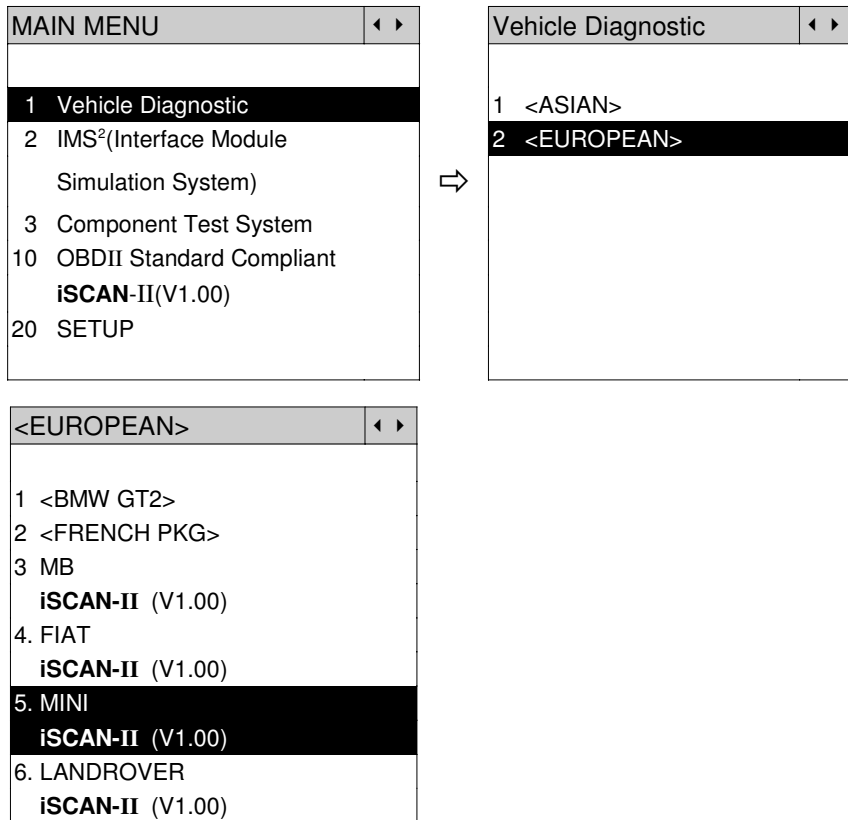 MAIN MENU
1 Vehicle Diagnostic
2 IMS²(Interface Module
Simulation System)
3 Component Test System
10 OBDII Standard Compliant
iSCAN-II(V1.00)
20 SETUP
Vehicle Diagnostic
1 <ASIAN>
2 <EUROPEAN>
<EUROPEAN>
1 <BMW GT2>
2 <FRENCH PKG>
3 MB
iSCAN-II (V1.00)
4. FIAT
iSCAN-II (V1.00)
5. MINI
iSCAN-II (V1.00)
6. LANDROVER
iSCAN-II (V1.00)